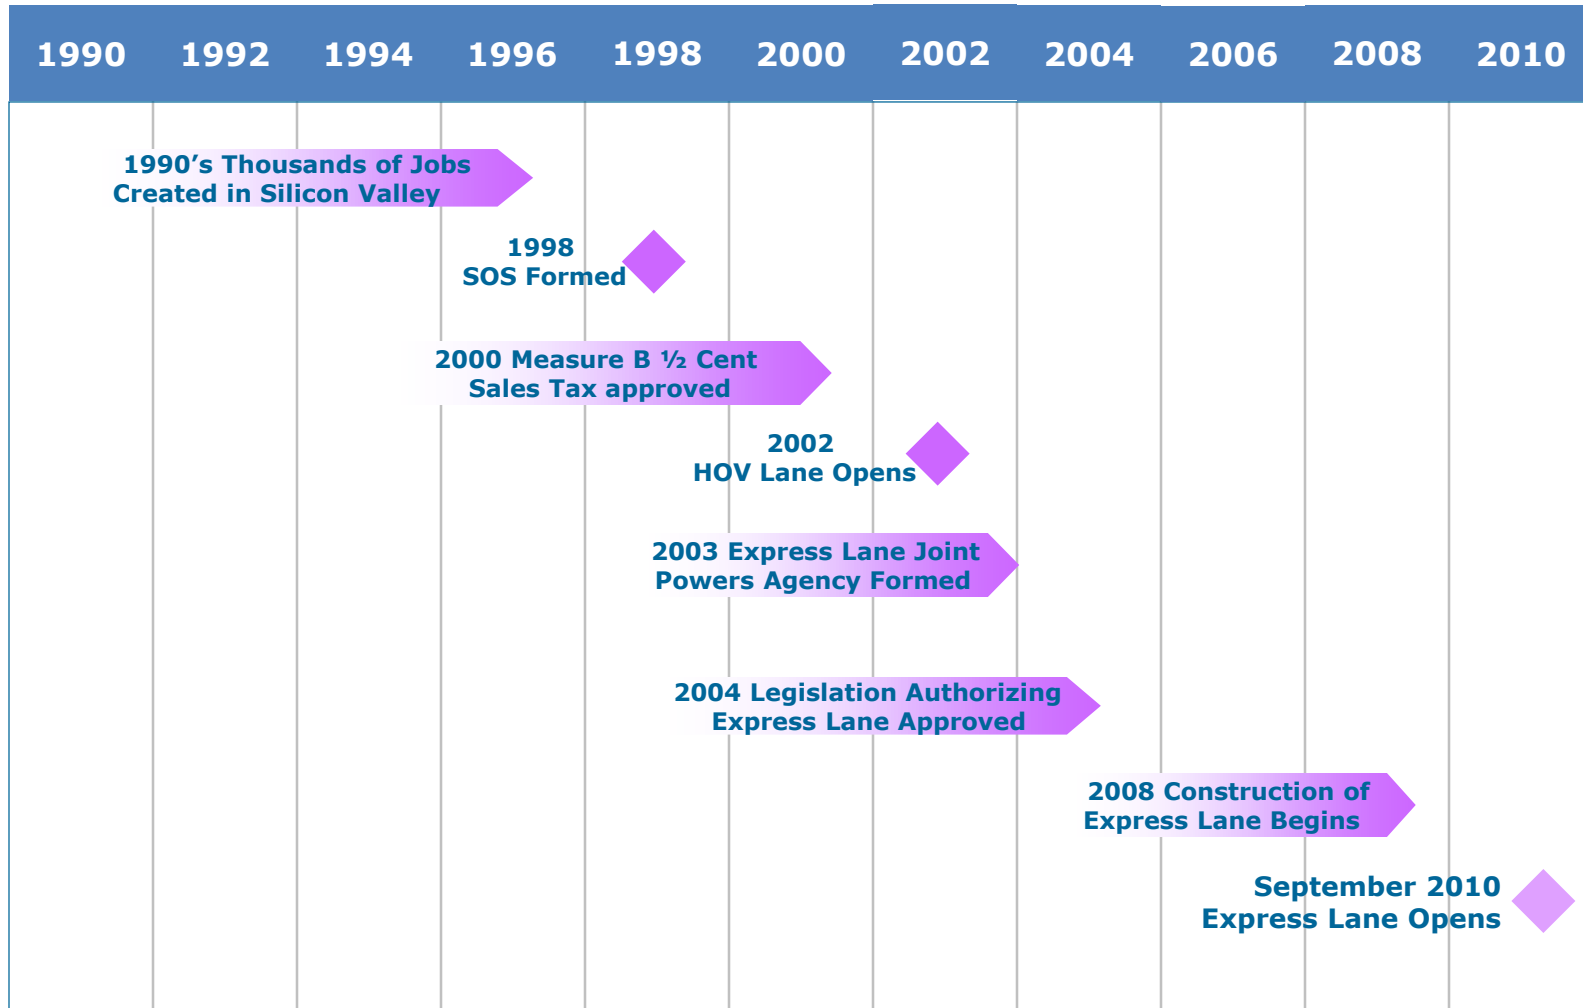 1990 1992 1994 1996 1998 2000 2002 2004 2006 2008 2010
1990’s Thousands of Jobs
Created in Silicon Valley
1998
SOS Formed
2000 Measure B ½ Cent
Sales Tax approved
2002
HOV Lane Opens
2003 Express Lane Joint
Powers Agency Formed
2004 Legislation Authorizing
Express Lane Approved
2008 Construction of
Express Lane Begins
September 2010
Express Lane Opens